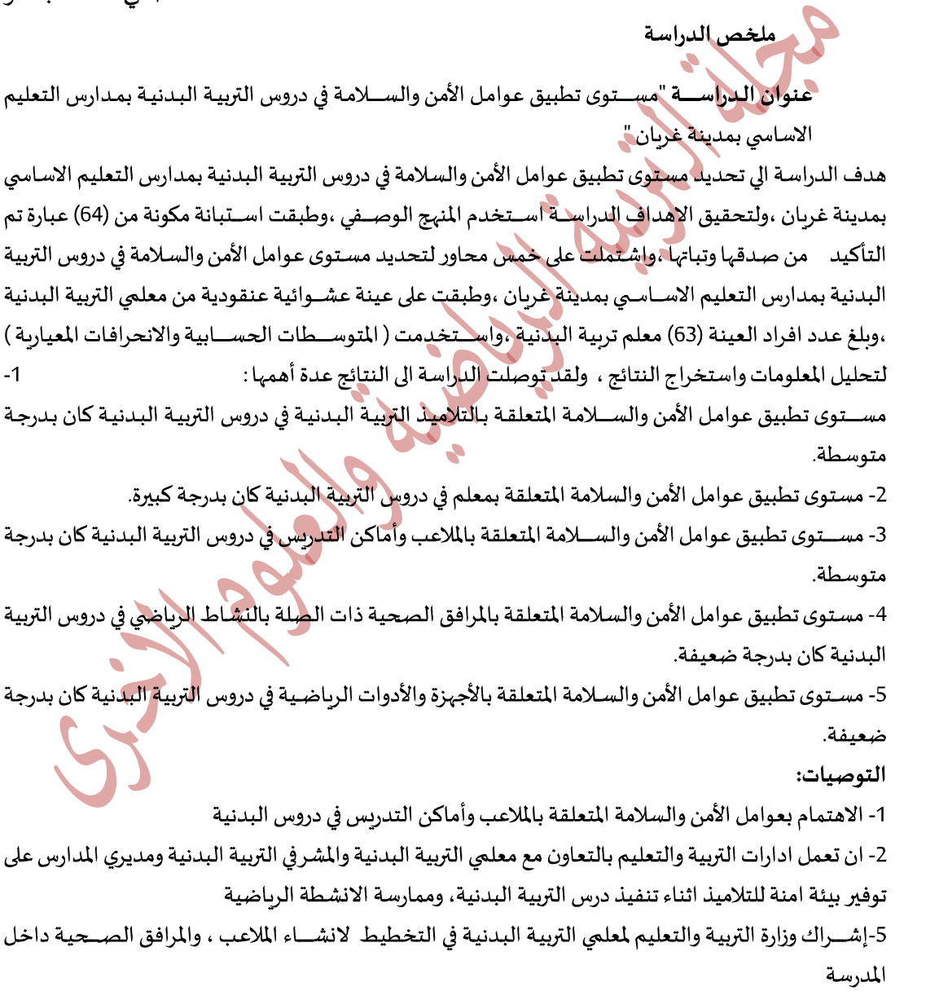 ملخص الدراسة
عنوان الدراسة "مستوى تطبيق عوامل الأمن والسلامة في دروس التربية البدنية بمدارس التعليم
الاساسي بمدينة غريان"
هدف الدراسة الي تحديد مستوى تطبيق عوامل الأمن والسلامة في دروس التربية البدنية بمدارس التعليم الاساسي
بمدينة غريان ،ولتحقيق الاهداف الدراسة استخدم المنهج الوصفي ،وطبقت استبانة مكونة من (64) عبارة تم
التأكيد من صدقها وتباتها ،واشتملت على خمس محاور لتحديد مستوى عوامل الأمن والسلامة في دروس التربية
البدنية بمدارس التعليم الاساسي بمدينة غريان ،وطبقت على عينة عشوائية عنقودية من معلمي التربية البدنية
،وبلغ عدد افراد العينة (63) معلم تربية البدنية ،واستخدمت ( المتوسطات الحسابية والانحرافات المعيارية )
لتحليل المعلومات واستخراج النتائج ، ولقد توصلت الدراسة الى النتائج عدة أهمها : 1-
مستوى تطبيق عوامل الأمن والسلامة المتعلقة بالتلاميذ التربية البدنية في دروس التربية البدنية كان بدرجة
متوسطة.
2- مستوى تطبيق عوامل الأمن والسلامة المتعلقة بمعلم في دروس التربية البدنية كان بدرجة كبيرة.
3- مستوى تطبيق عوامل الأمن والسلامة المتعلقة بالملاعب وأماكن التدريس في دروس التربية البدنية كان بدرجة
متوسطة.
4- مستوى تطبيق عوامل الأمن والسلامة المتعلقة بالمرافق الصحية ذات الصلة بالنشاط الرياضي في دروس التربية
البدنية كان بدرجة ضعيفة.
5- مستوى تطبيق عوامل الأمن والسلامة المتعلقة بالأجهزة والأدوات الرياضية في دروس التربية البدنية كان بدرجة
ضعيفة.
التوصيات:
1- الاهتمام بعوامل الأمن والسلامة المتعلقة بالملاعب وأماكن التدريس في دروس البدنية
2- ان تعمل ادارات التربية والتعليم بالتعاون مع معلمي التربية البدنية والمشرفي التربية البدنية ومديري المدارس على
توفير بيئة امنة للتلاميذ اثناء تنفيذ درس التربية البدنية، وممارسة الانشطة الرياضية
5-إشراك وزارة التربية والتعليم لمعلمي التربية البدنية في التخطيط لانشاء الملاعب ، والمرافق الصحية داخل
المدرسة
مجلة التربية الرياضية والعلوم الاخرى